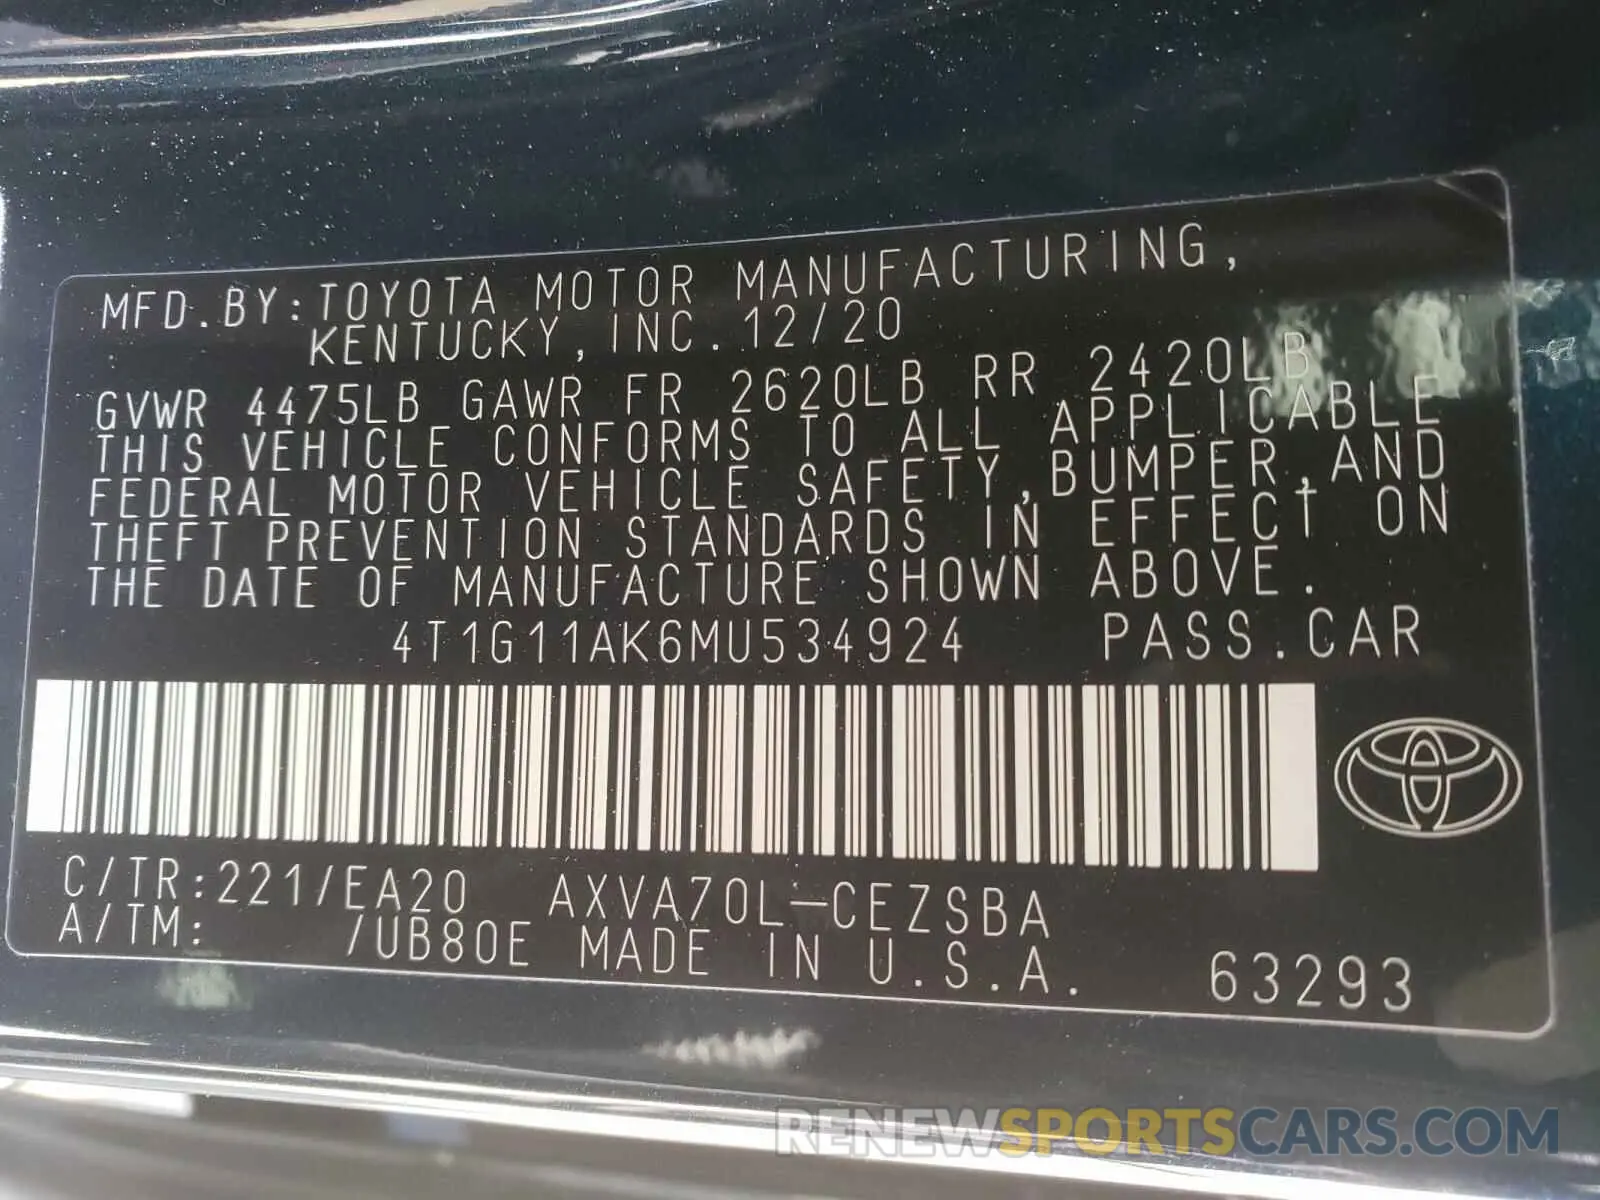 MFD.BY:TOYOTA MOTOR MANUFACTURING,
KENTUCKY,INC.12/20
GVWR 4475LB GAWR FR 2620LB RR 2420LB
THIS VEHICLE CONFORMS TO ALL APPLICABLE
FEDERAL MOTOR VEHICLE SAFETY,BUMPER,AND
THEFT PREVENTION STANDARDS IN EFFECT ON
THE DATE OF MANUFACTURE SHOWN ABOVE.
4T1G11AK6MU534924 PASS.CAR
C/TR:221/EA20 AXVA70L-CEZSBA
A/TM: /UB80E MADE IN U.S.A. 63293
RENEWSPORTSCARS.COM